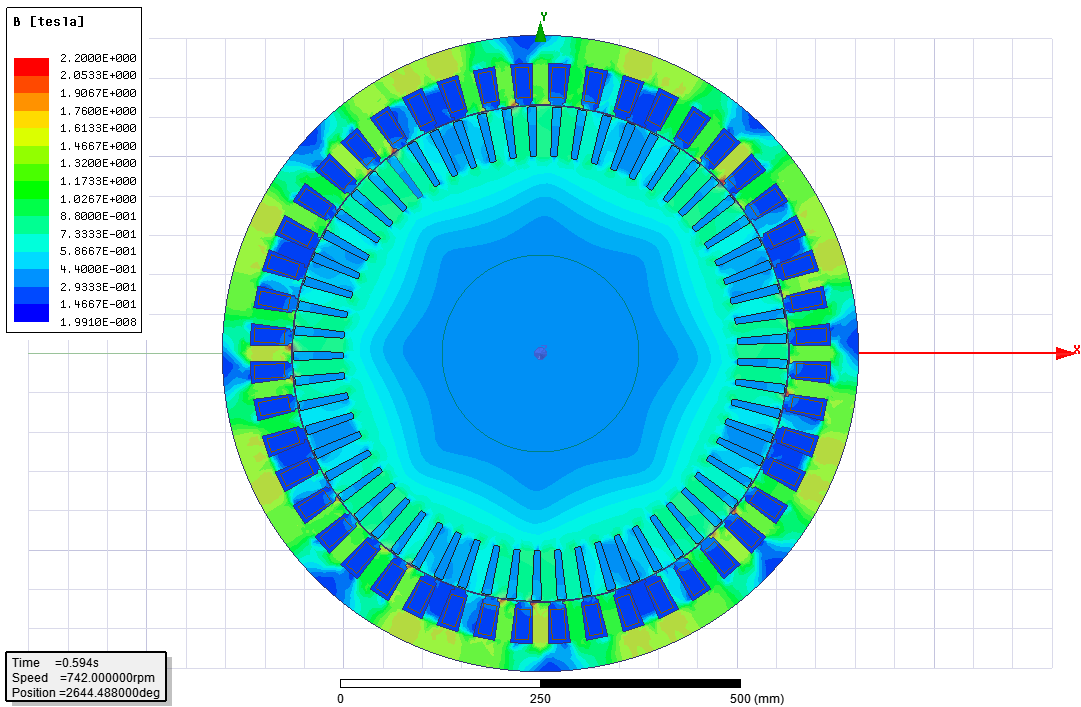 B [tesla]
2.2000E+000
2.0533E+000
1.9067E+000
1.7600E+000
1.6133E+000
1.4667E+000
1.3200E+000
1.1733E+000
1.0267E+000
8.8000E-001
7.3333E-001
5.8667E-001
4.4000E-001
2.9333E-001
1.4667E-001
1.9910E-008
Y
X
Time =0.594s
Speed =742.000000rpm
Position =2644.488000deg
0 250 500 (mm)